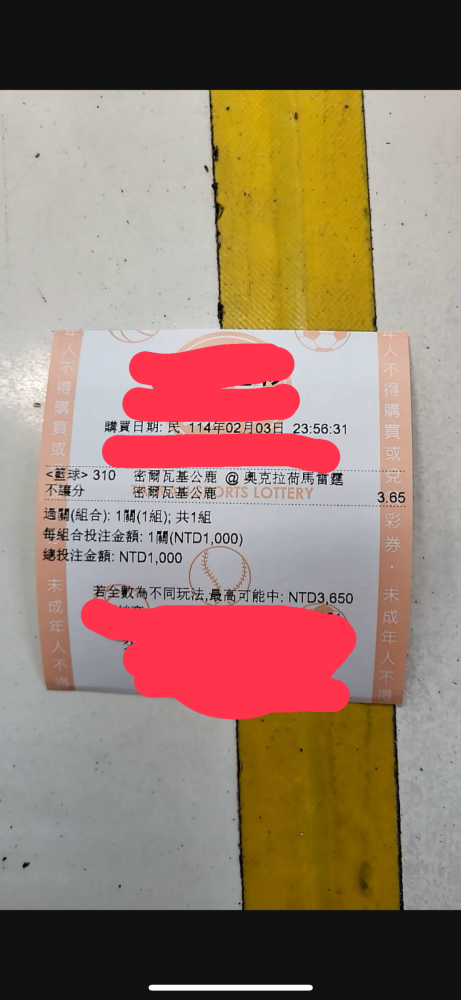 購買日期: 民 114年02月03日 23:56:31
<籃球> 310 密爾瓦基公鹿 @ 奧克拉荷馬雷霆
不讓分 密爾瓦基公鹿 3.65
SPORTS LOTTERY
過關(組合): 1關(1組); 共1組
每組合投注金額: 1關(NTD1,000)
總投注金額: NTD1,000
若全數為不同玩法,最高可能中: NTD3,650
人不得購買或
未成年人不得
人不得購買或兌
彩券.未成年人不得